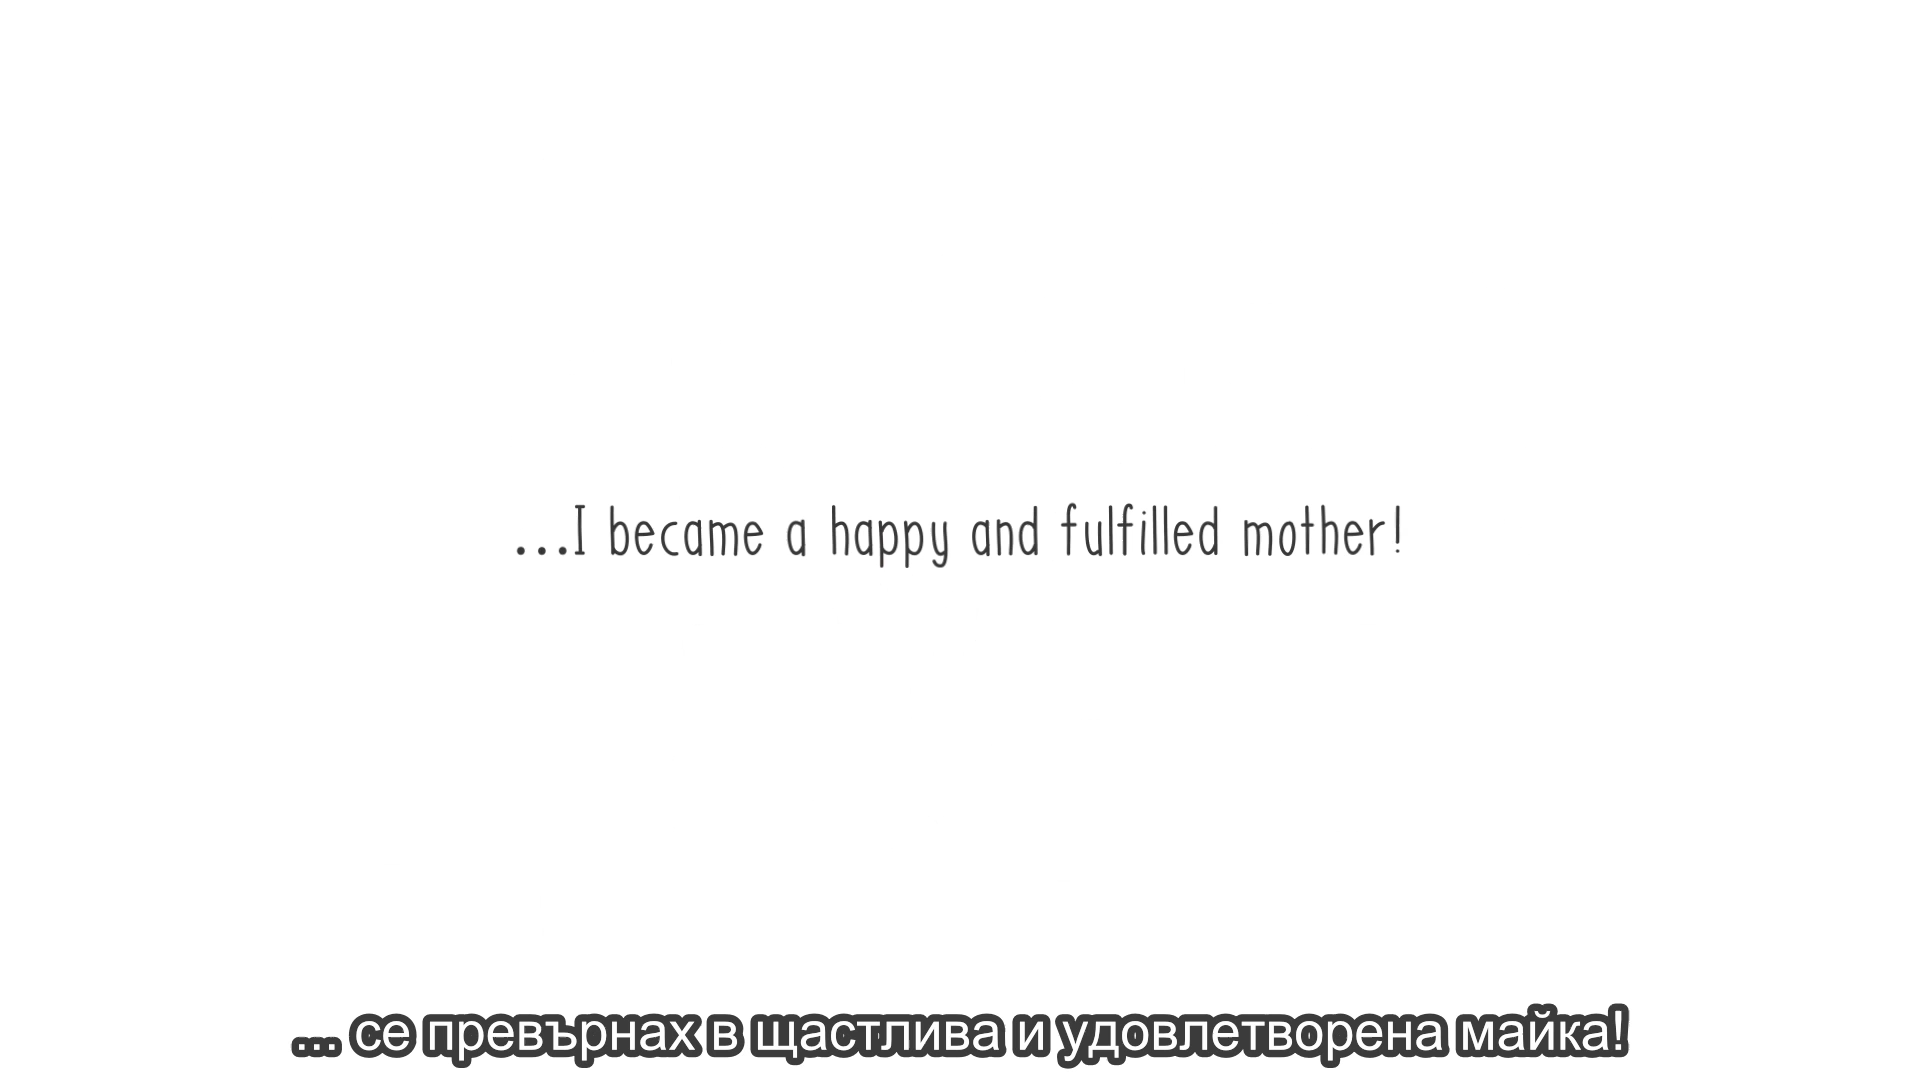 ...I became a happy and fulfilled mother!
... се превърнах в щастлива и удовлетворена майка!